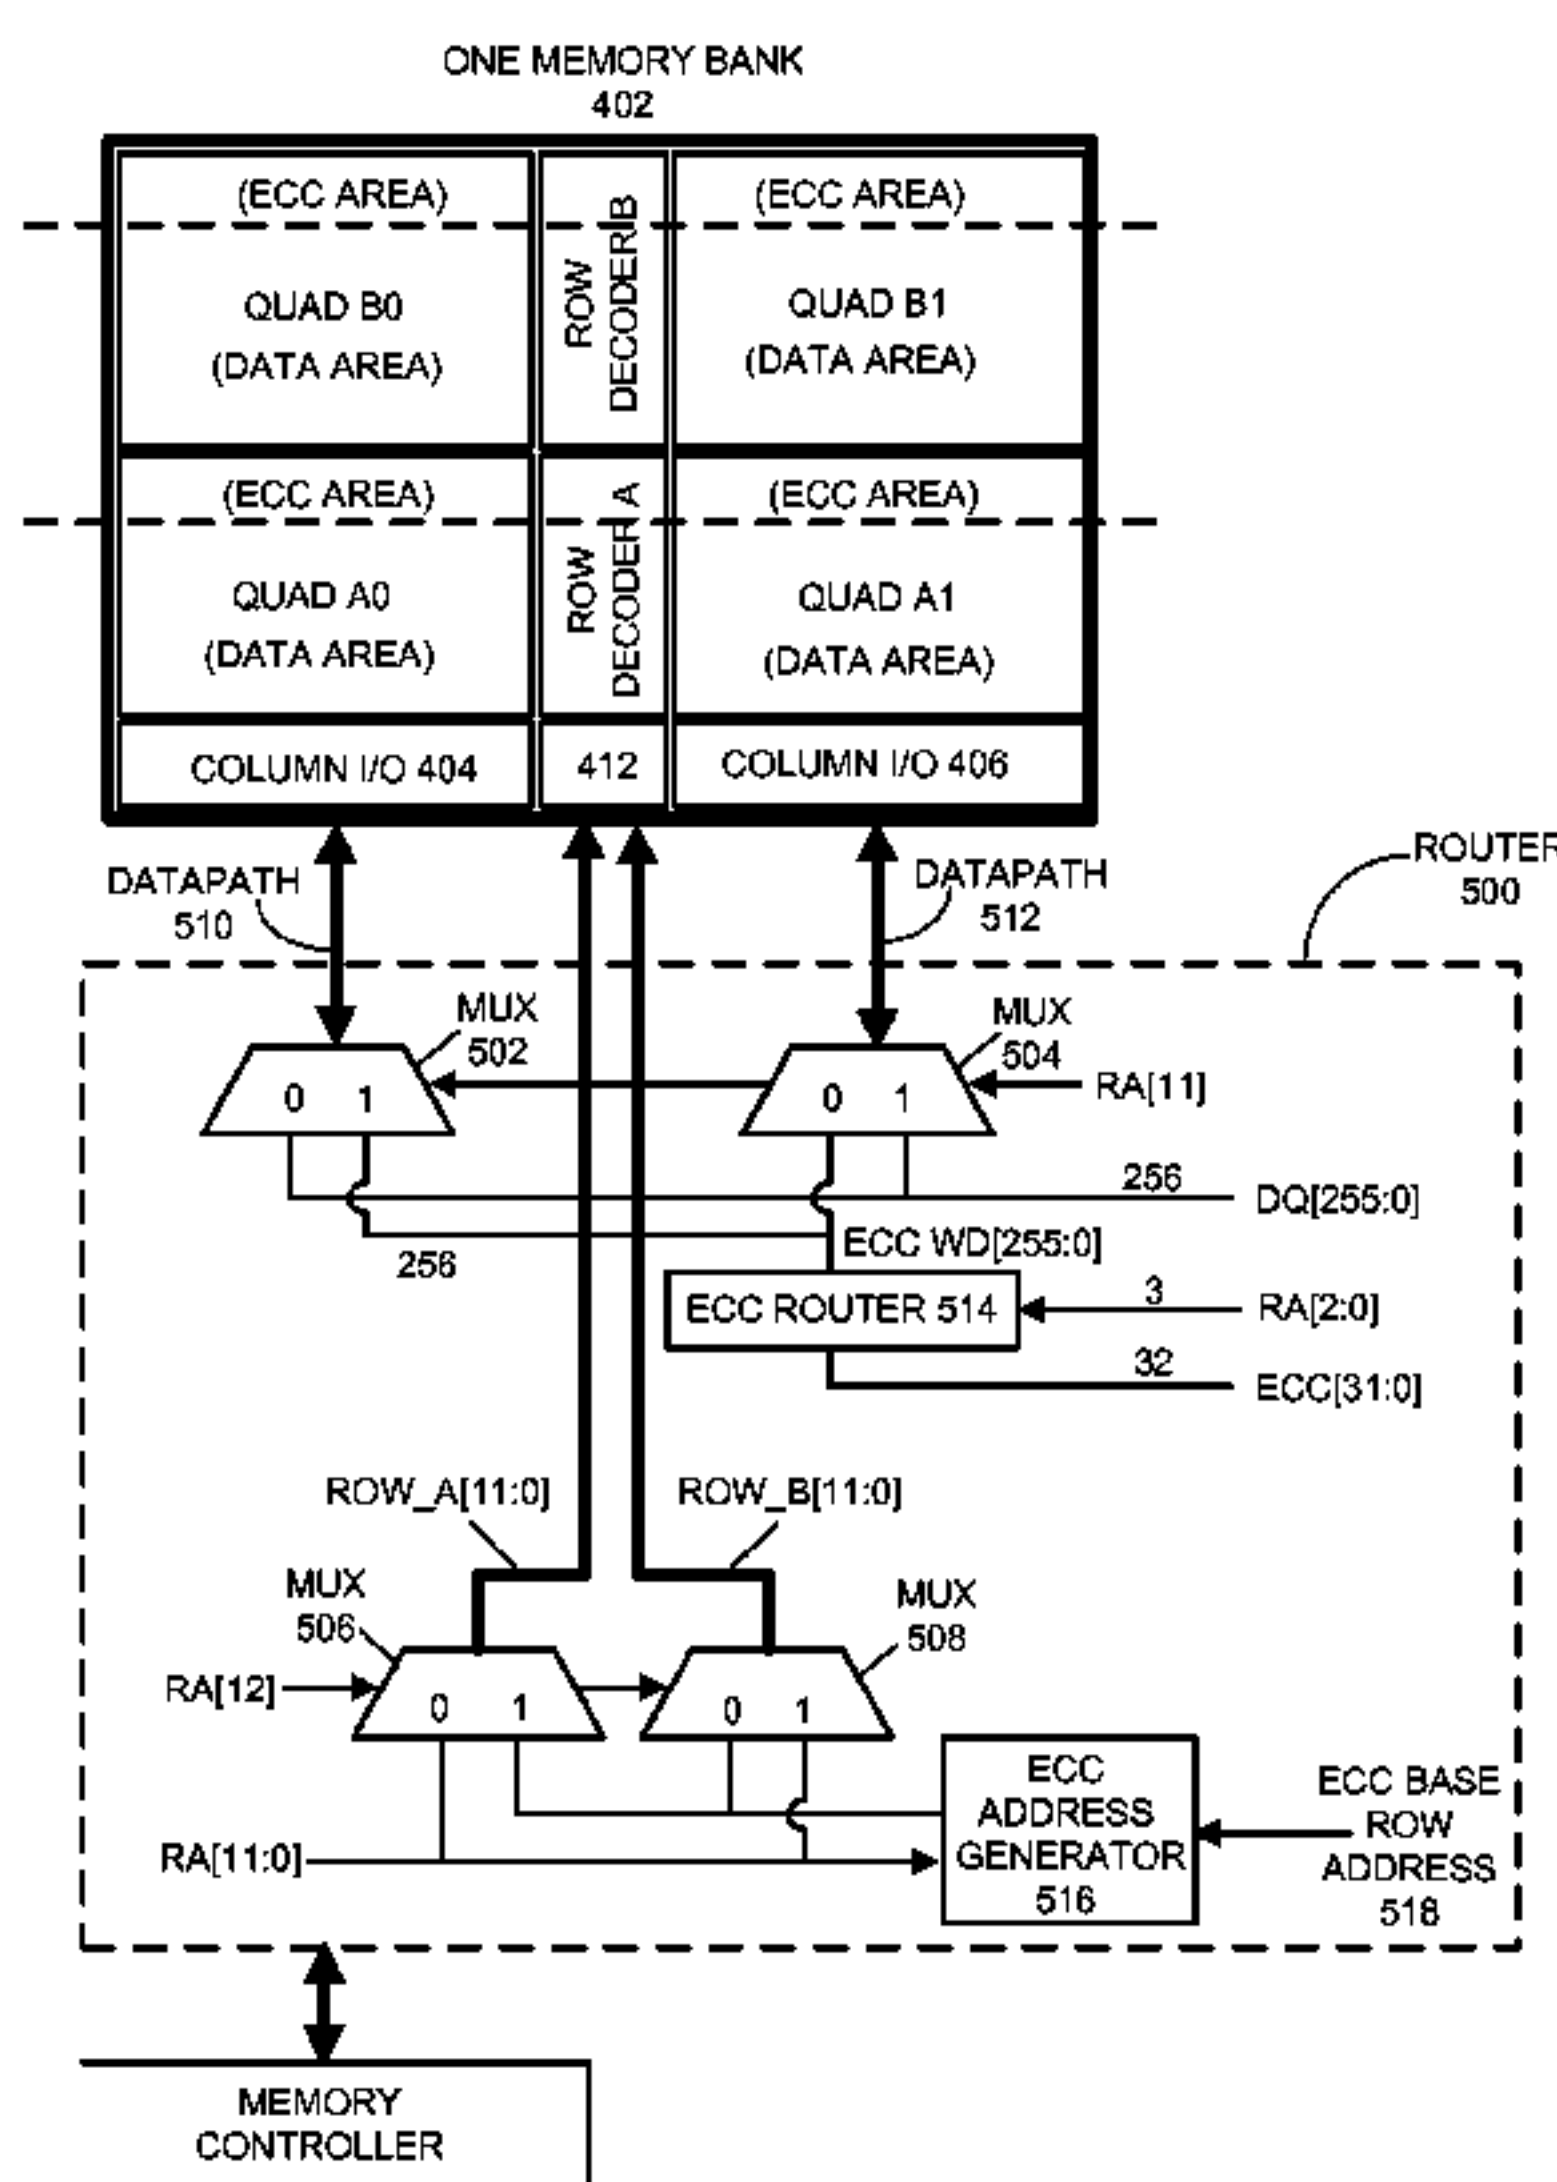 ONE MEMORY BANK
402
(ECC AREA)
ROW
DECODER B
(ECC AREA)
QUAD B0
(DATA AREA)
QUAD B1
(DATA AREA)
(ECC AREA)
ROW
DECODER A
(ECC AREA)
QUAD A0
(DATA AREA)
QUAD A1
(DATA AREA)
COLUMN I/O 404
412
COLUMN I/O 406
DATAPATH
510
DATAPATH
512
ROUTER
500
MUX
502
MUX
504
0 1
0 1
RA[11]
256
DQ[255:0]
256
ECC WD[255:0]
ECC ROUTER 514
3
RA[2:0]
32
ECC[31:0]
ROW_A[11:0]
ROW_B[11:0]
MUX
506
MUX
508
RA[12]
0 1
0 1
ECC
ADDRESS
GENERATOR
516
ECC BASE
ROW
ADDRESS
518
RA[11:0]
MEMORY
CONTROLLER